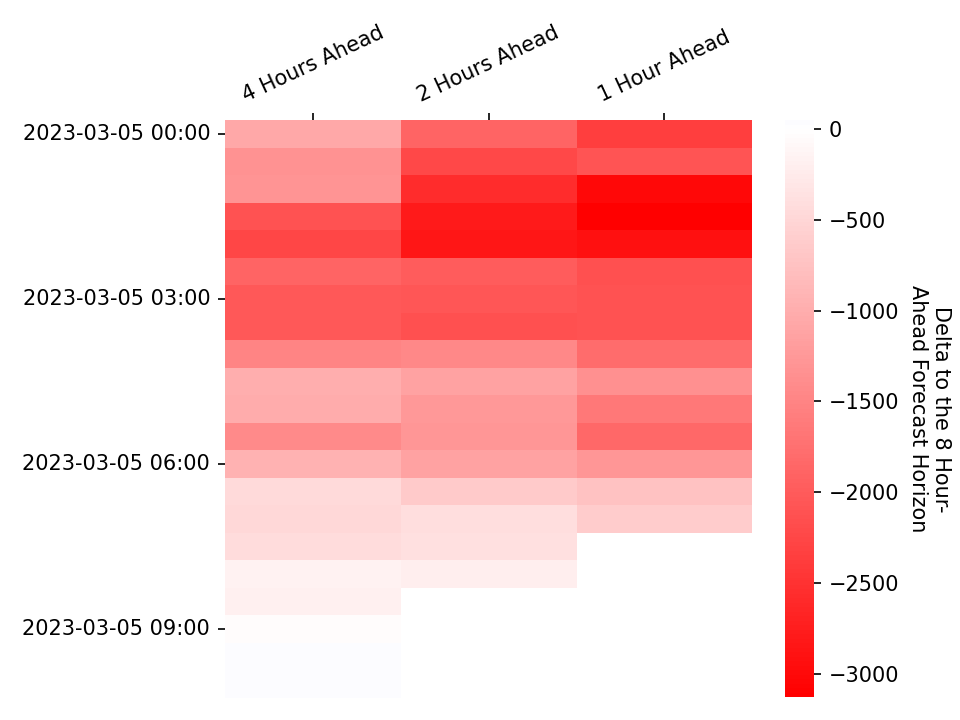 4 Hours Ahead
2 Hours Ahead
1 Hour Ahead
2023-03-05 00:00
2023-03-05 03:00
2023-03-05 06:00
2023-03-05 09:00
0
−500
−1000
−1500
−2000
−2500
−3000
Delta to the 8 Hour-
Ahead Forecast Horizon